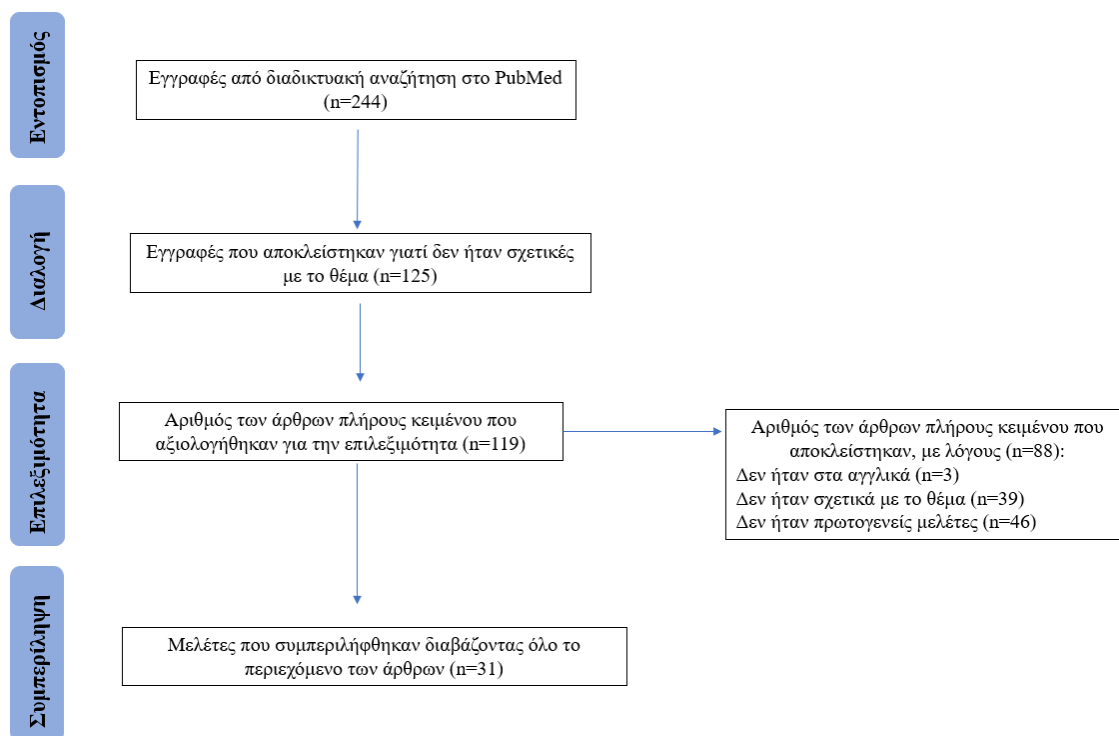 Εντοπισμός
Εγγραφές από διαδικτυακή αναζήτηση στο PubMed
(n=244)
Διαλογή
Εγγραφές που αποκλείστηκαν γιατί δεν ήταν σχετικές
με το θέμα (n=125)
Επιλεξιμότητα
Αριθμός των άρθρων πλήρους κειμένου που
αξιολογήθηκαν για την επιλεξιμότητα (n=119)
Αριθμός των άρθρων πλήρους κειμένου που
αποκλείστηκαν, με λόγους (n=88):
Δεν ήταν στα αγγλικά (n=3)
Δεν ήταν σχετικά με το θέμα (n=39)
Δεν ήταν πρωτογενείς μελέτες (n=46)
Συμπερίληψη
Μελέτες που συμπεριλήφθηκαν διαβάζοντας όλο το
περιεχόμενο των άρθρων (n=31)